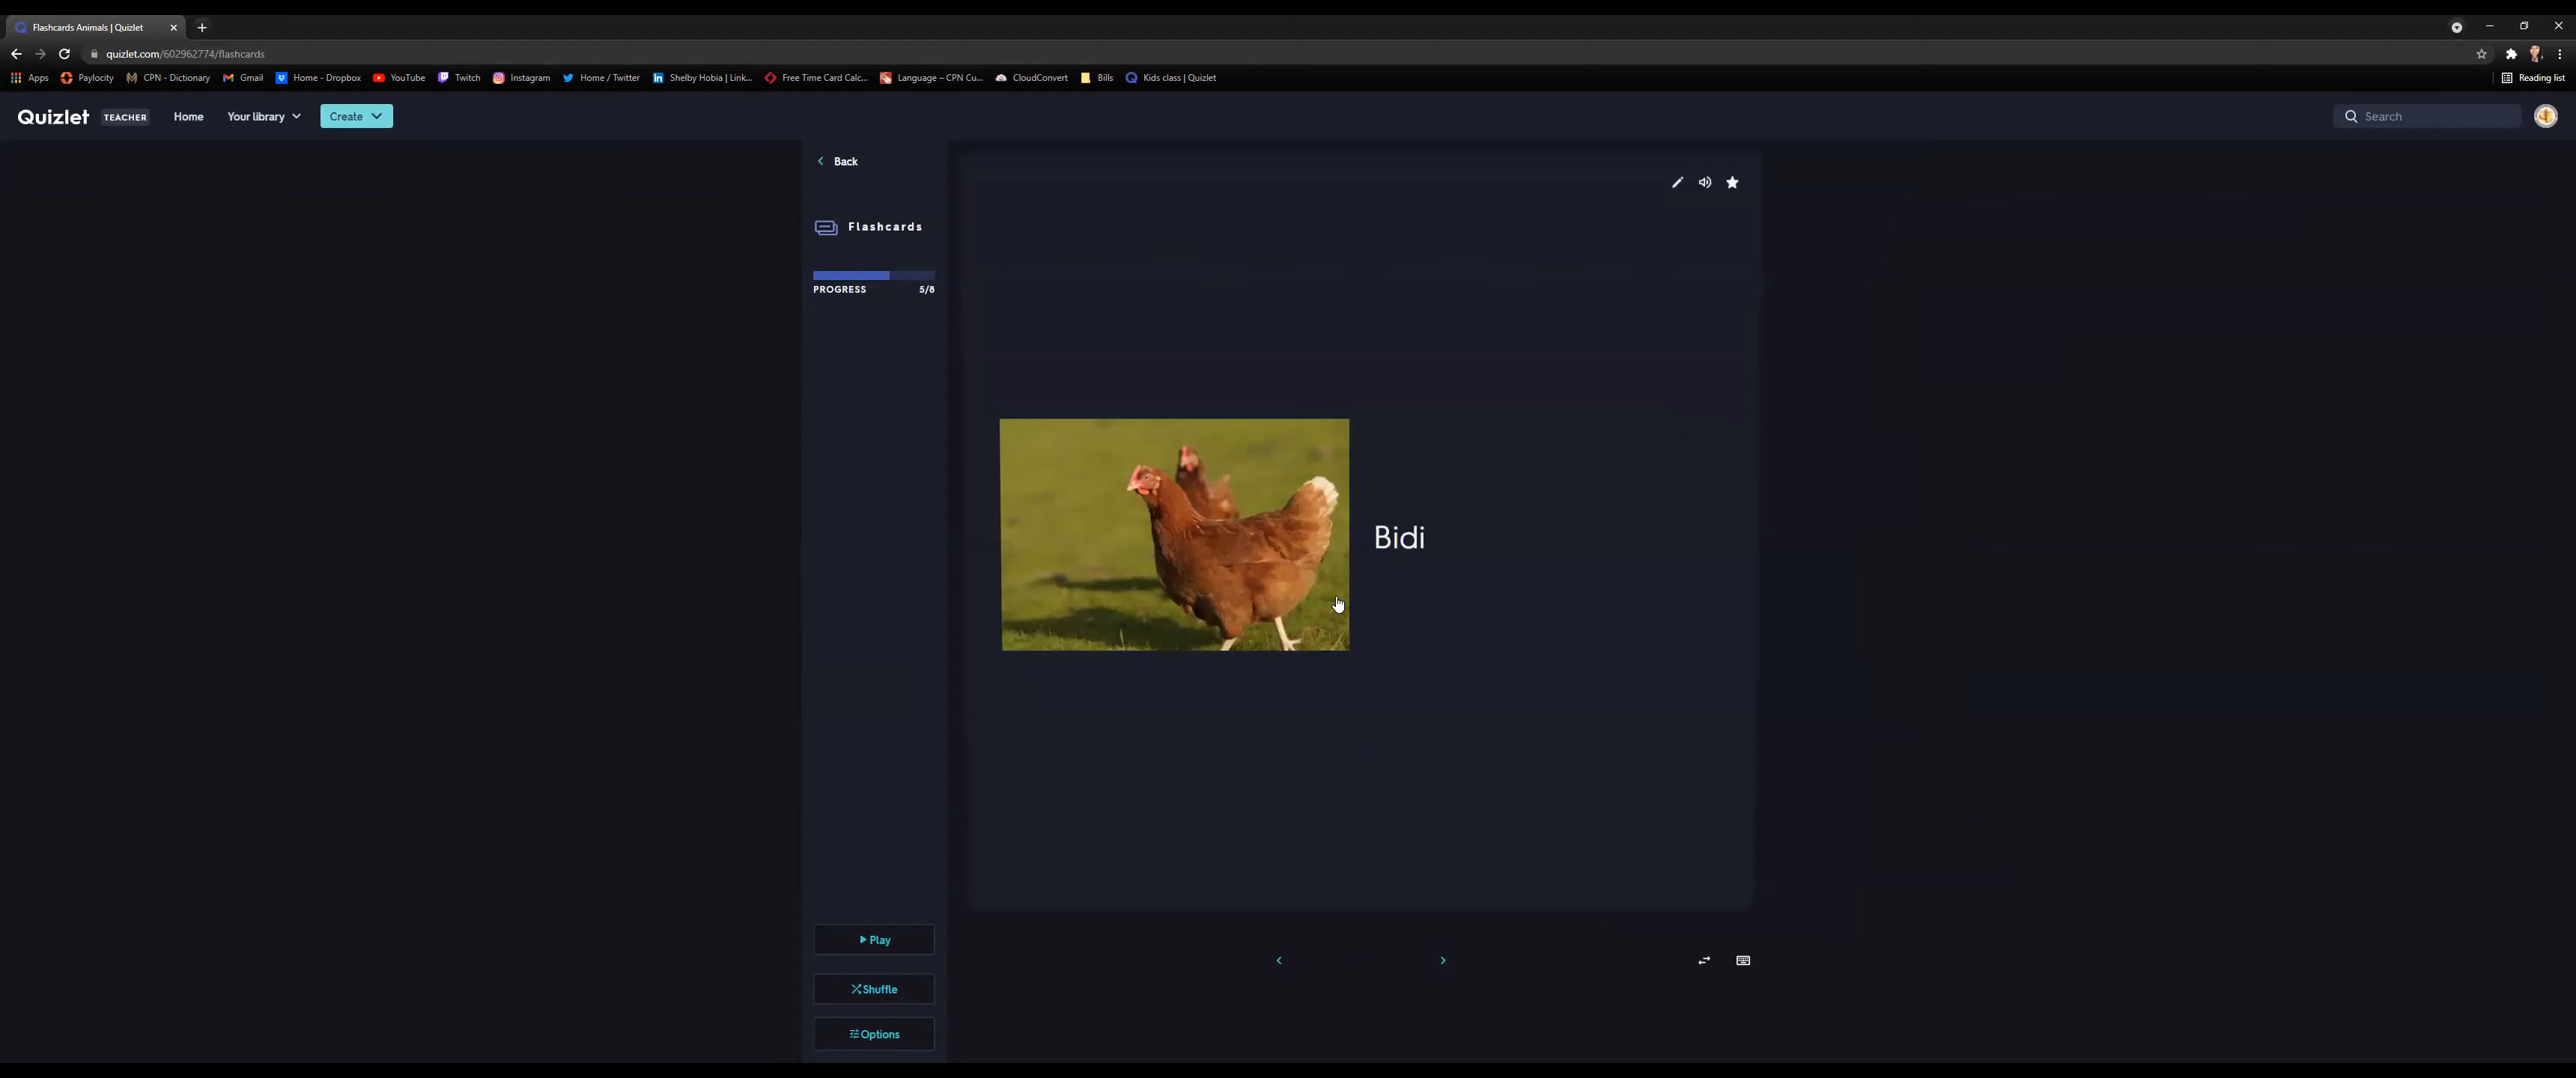 Flashcards Animals | Quizlet
quizlet.com/602962774/flashcards
Apps Paylocity CPN - Dictionary Gmail Home - Dropbox YouTube Twitch Instagram Home / Twitter Shelby Hobia | Link... Free Time Card Calc... Language – CPN Cu... CloudConvert Bills Kids class | Quizlet Reading list
Quizlet TEACHER Home Your library Create Search
Back
Flashcards
PROGRESS 5/8
Bidi
Play
Shuffle
Options